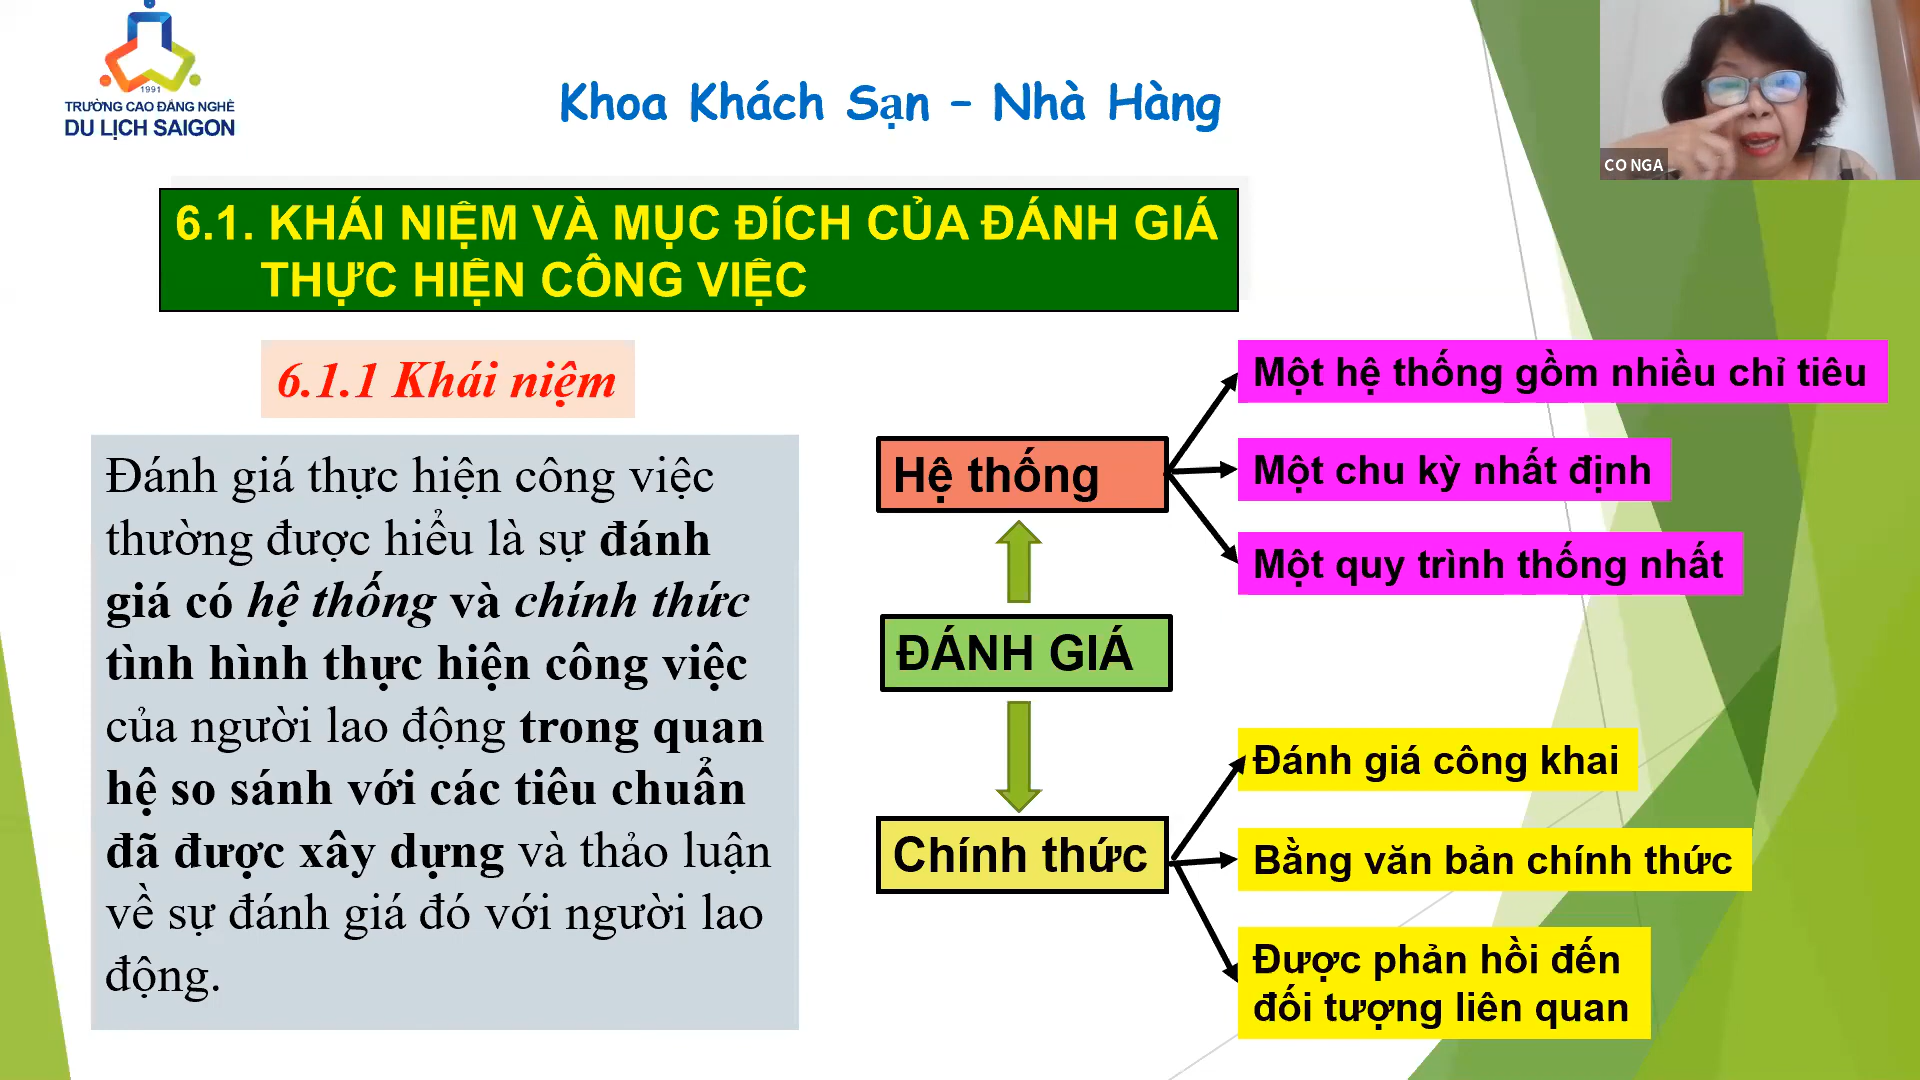 1991
TRƯỜNG CAO ĐẲNG NGHỀ
DU LỊCH SAIGON
Khoa Khách Sạn – Nhà Hàng
CO NGA
6.1. KHÁI NIỆM VÀ MỤC ĐÍCH CỦA ĐÁNH GIÁ
THỰC HIỆN CÔNG VIỆC
6.1.1 Khái niệm
Đánh giá thực hiện công việc
thường được hiểu là sự đánh
giá có hệ thống và chính thức
tình hình thực hiện công việc
của người lao động trong quan
hệ so sánh với các tiêu chuẩn
đã được xây dựng và thảo luận
về sự đánh giá đó với người lao
động.
Hệ thống
Một hệ thống gồm nhiều chỉ tiêu
Một chu kỳ nhất định
Một quy trình thống nhất
ĐÁNH GIÁ
Chính thức
Đánh giá công khai
Bằng văn bản chính thức
Được phản hồi đến
đối tượng liên quan